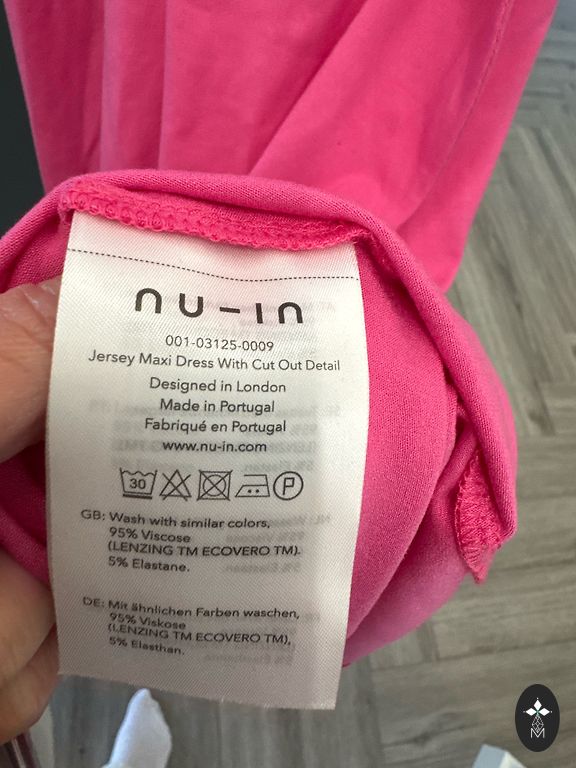 nu-in
001-03125-0009
Jersey Maxi Dress With Cut Out Detail
Designed in London
Made in Portugal
Fabriqué en Portugal
www.nu-in.com
30 P
GB: Wash with similar colors,
95% Viscose
(LENZING TM ECOVERO TM).
5% Elastane.
DE: Mit ähnlichen Farben waschen,
95% Viskose
(LENZING TM ECOVERO TM),
5% Elasthan.
M